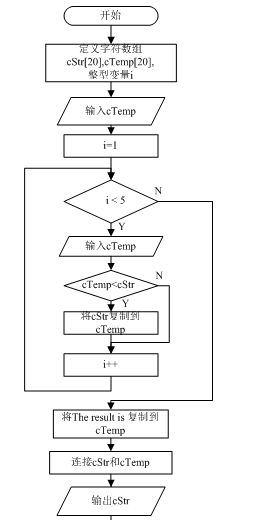 开始
定义字符数组
cStr[20],cTemp[20],
整型变量i
输入cTemp
i=1
i < 5
N
Y
输入cTemp
cTemp<cStr
N
Y
将cStr复制到
cTemp
i++
将The result is 复制到
cTemp
连接cStr和cTemp
输出cStr